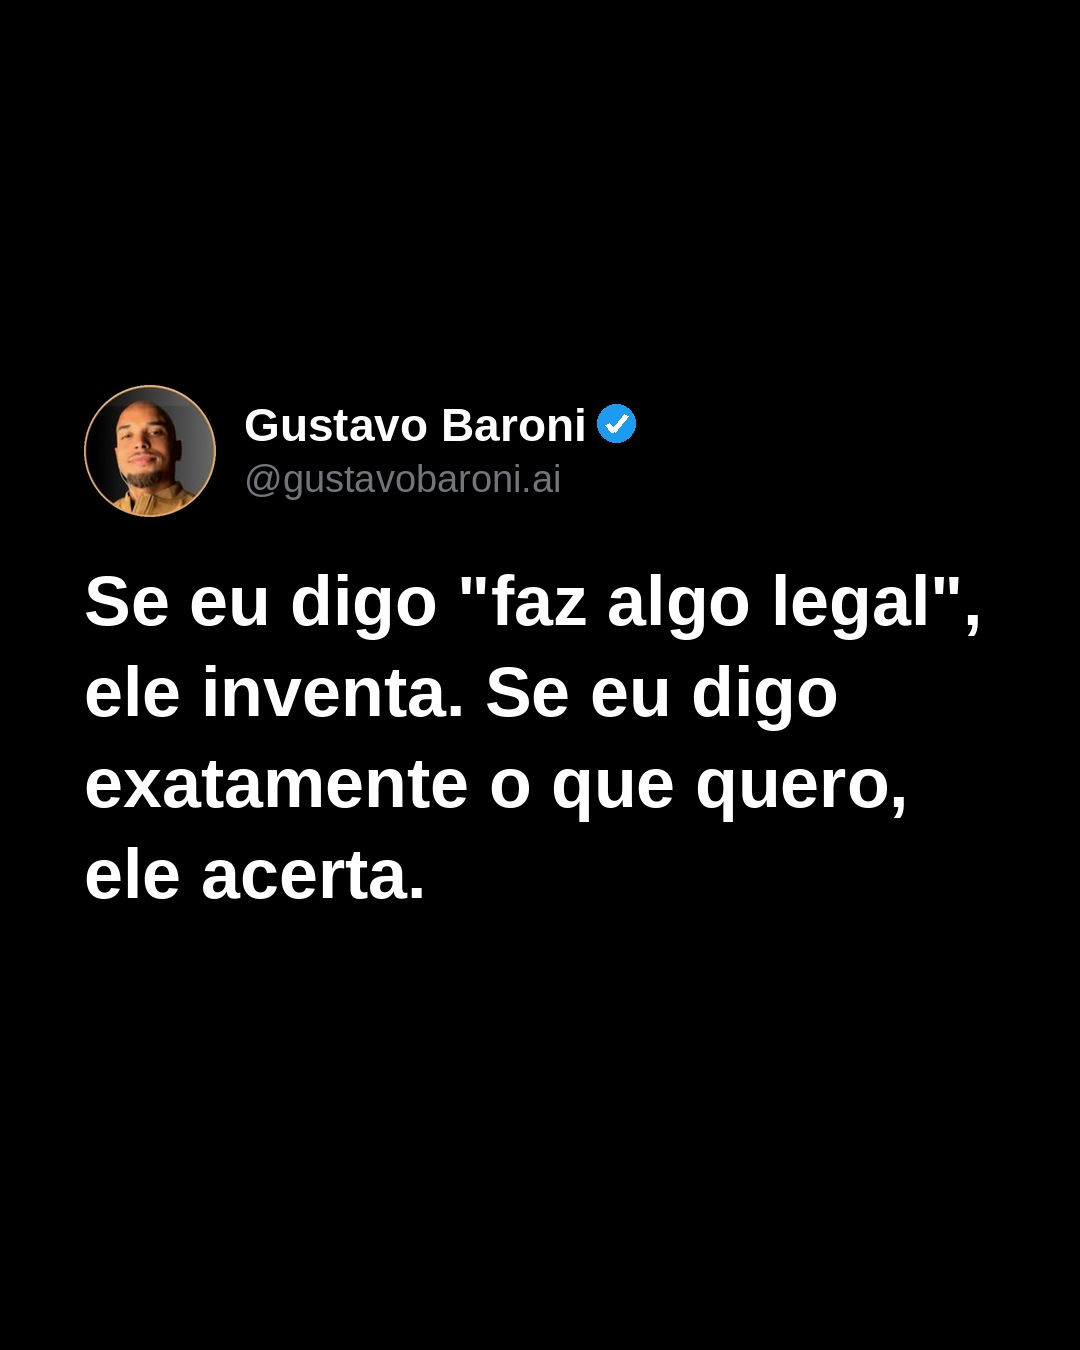 Gustavo Baroni
@gustavobaroni.ai
Se eu digo "faz algo legal",
ele inventa. Se eu digo
exatamente o que quero,
ele acerta.